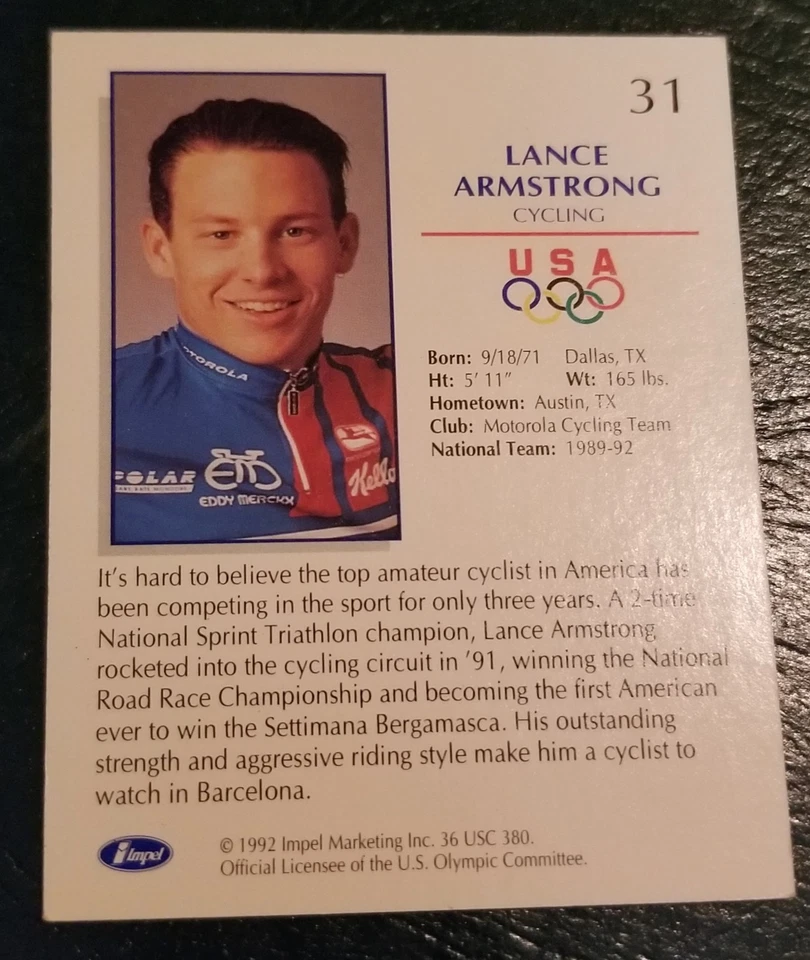 31
LANCE
ARMSTRONG
CYCLING
USA
Born: 9/18/71 Dallas, TX
Ht: 5' 11" Wt: 165 lbs.
Hometown: Austin, TX
Club: Motorola Cycling Team
National Team: 1989-92
MOTOROLA
POLAR
EDDY MERCKX
Kello
It's hard to believe the top amateur cyclist in America has
been competing in the sport for only three years. A 2-time
National Sprint Triathlon champion, Lance Armstrong
rocketed into the cycling circuit in '91, winning the National
Road Race Championship and becoming the first American
ever to win the Settimana Bergamasca. His outstanding
strength and aggressive riding style make him a cyclist to
watch in Barcelona.
Impel
© 1992 Impel Marketing Inc. 36 USC 380.
Official Licensee of the U.S. Olympic Committee.